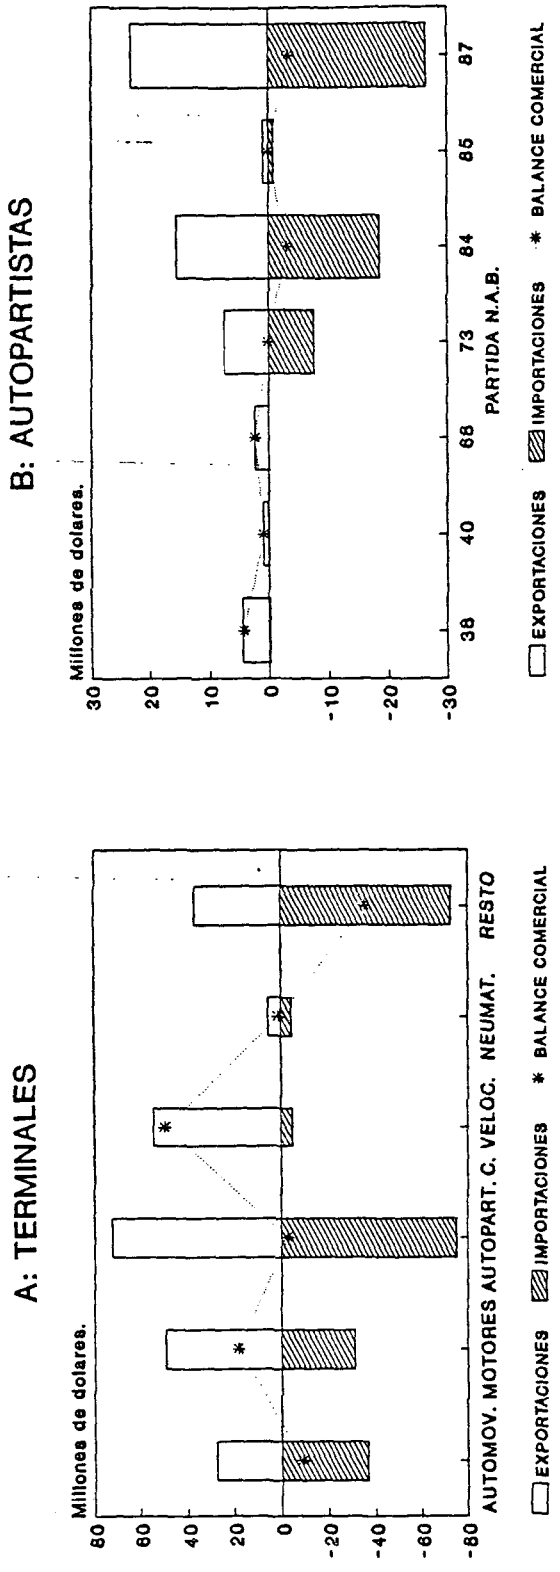 A: TERMINALES
Millones de dolares.
80
60
40
20
0
-20
-40
-60
-80
AUTOMOV. MOTORES AUTOPART. C. VELOC. NEUMAT. RESTO
EXPORTACIONES IMPORTACIONES * BALANCE COMERCIAL
B: AUTOPARTISTAS
Millones de dolares.
30
20
10
0
-10
-20
-30
38 40 68 73 84 85 87
PARTIDA N.A.B.
EXPORTACIONES IMPORTACIONES * BALANCE COMERCIAL